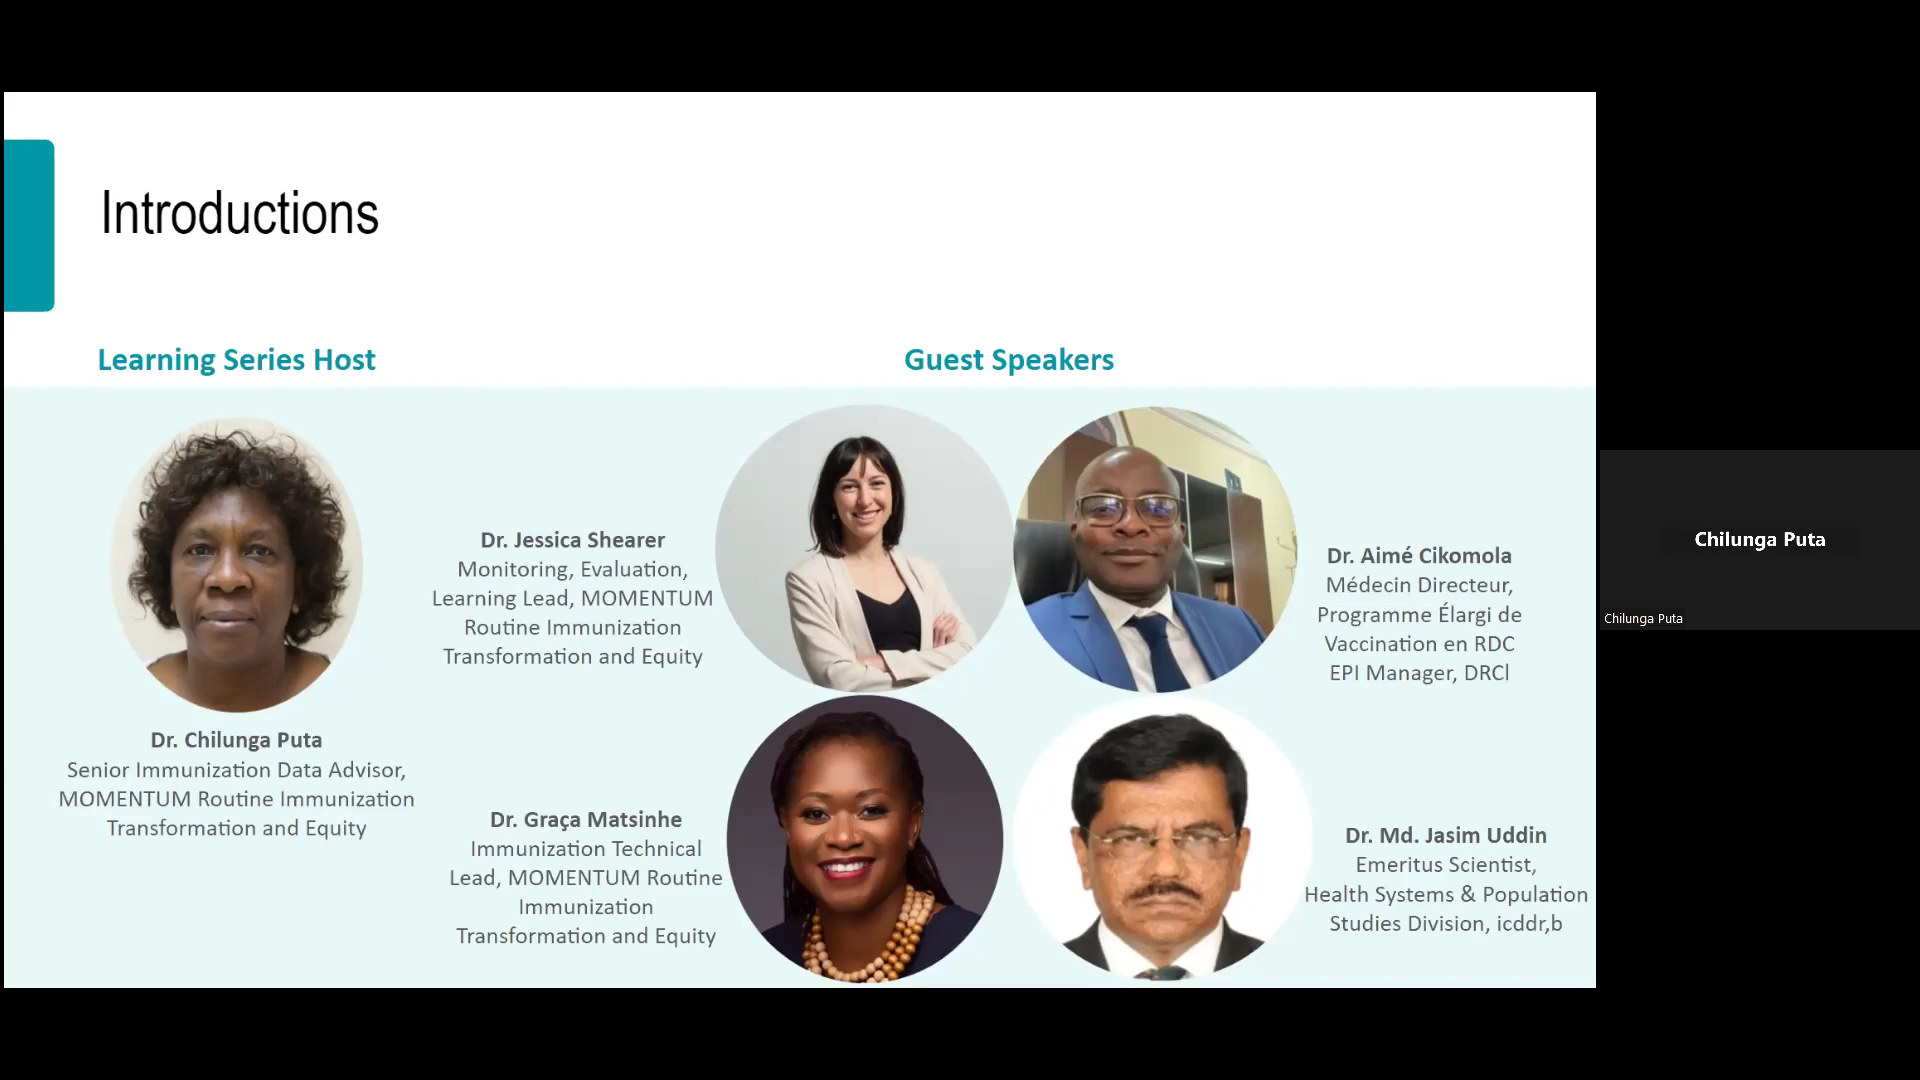 Introductions
Learning Series Host
Guest Speakers
Dr. Chilunga Puta
Senior Immunization Data Advisor,
MOMENTUM Routine Immunization
Transformation and Equity
Dr. Jessica Shearer
Monitoring, Evaluation,
Learning Lead, MOMENTUM
Routine Immunization
Transformation and Equity
Dr. Aimé Cikomola
Médecin Directeur,
Programme Élargi de
Vaccination en RDC
EPI Manager, DRCl
Dr. Graça Matsinhe
Immunization Technical
Lead, MOMENTUM Routine
Immunization
Transformation and Equity
Dr. Md. Jasim Uddin
Emeritus Scientist,
Health Systems & Population
Studies Division, icddr,b
Chilunga Puta
Chilunga Puta